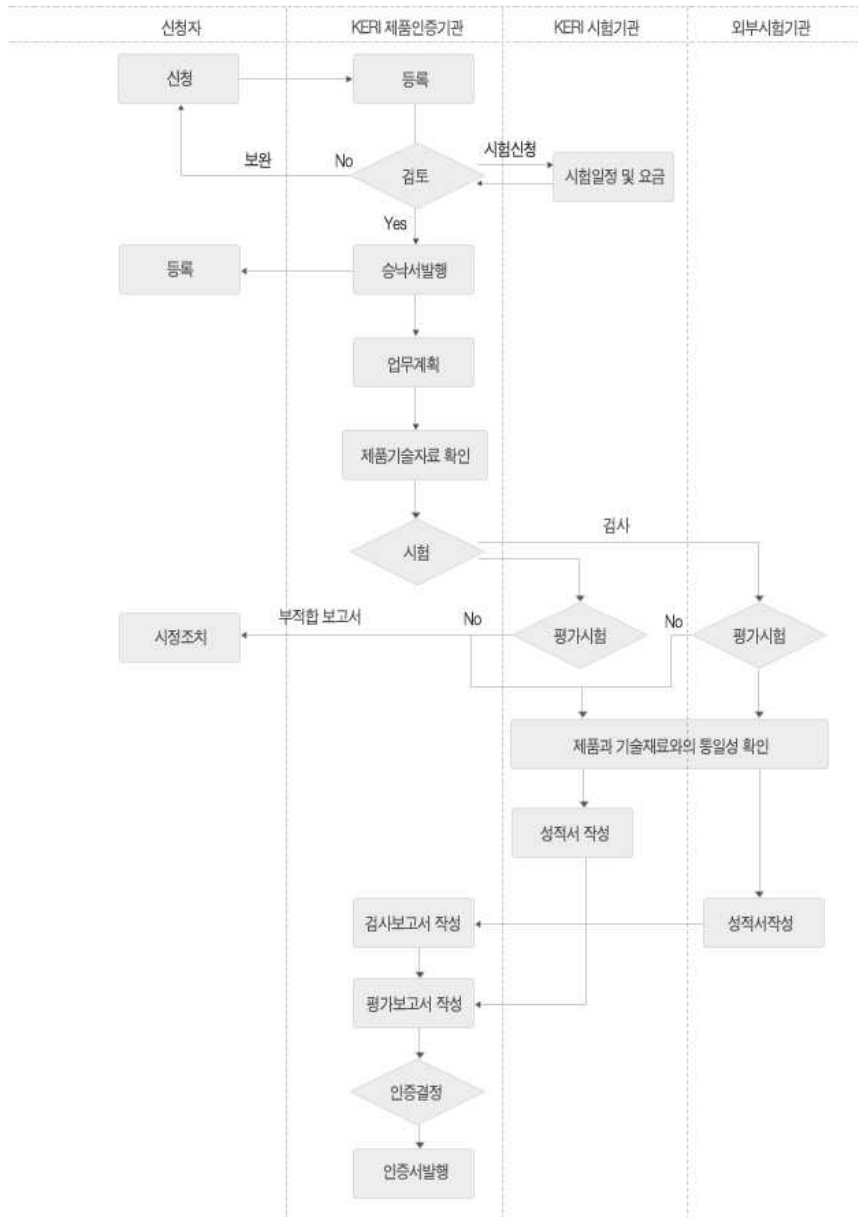 신청자
KERI 제품인증기관
KERI 시험기관
외부시험기관
신청
등록
보완
No
검토
시험신청
시험일정 및 요금
Yes
등록
승낙서발행
업무계획
제품기술자료 확인
시험
검사
시정조치
부적합 보고서
No
평가시험
No
평가시험
제품과 기술재료와의 통일성 확인
성적서 작성
검사보고서 작성
성적서작성
평가보고서 작성
인증결정
인증서발행